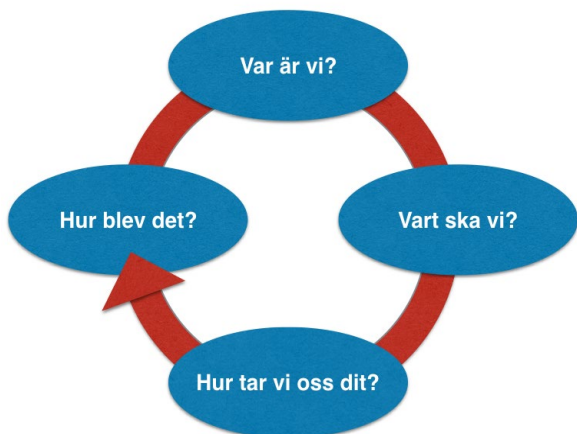 Var är vi?
Vart ska vi?
Hur tar vi oss dit?
Hur blev det?